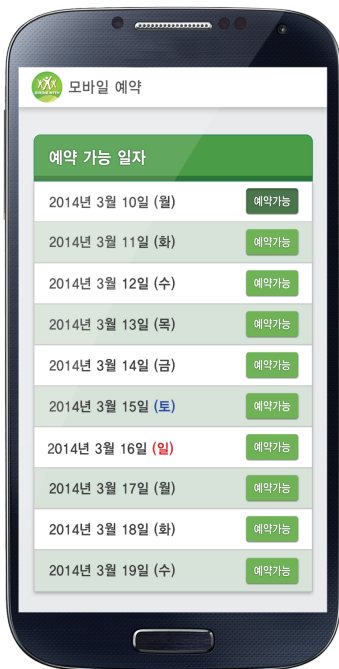 모바일 예약
예약 가능 일자
2014년 3월 10일 (월) 예약가능
2014년 3월 11일 (화) 예약가능
2014년 3월 12일 (수) 예약가능
2014년 3월 13일 (목) 예약가능
2014년 3월 14일 (금) 예약가능
2014년 3월 15일 (토) 예약가능
2014년 3월 16일 (일) 예약가능
2014년 3월 17일 (월) 예약가능
2014년 3월 18일 (화) 예약가능
2014년 3월 19일 (수) 예약가능